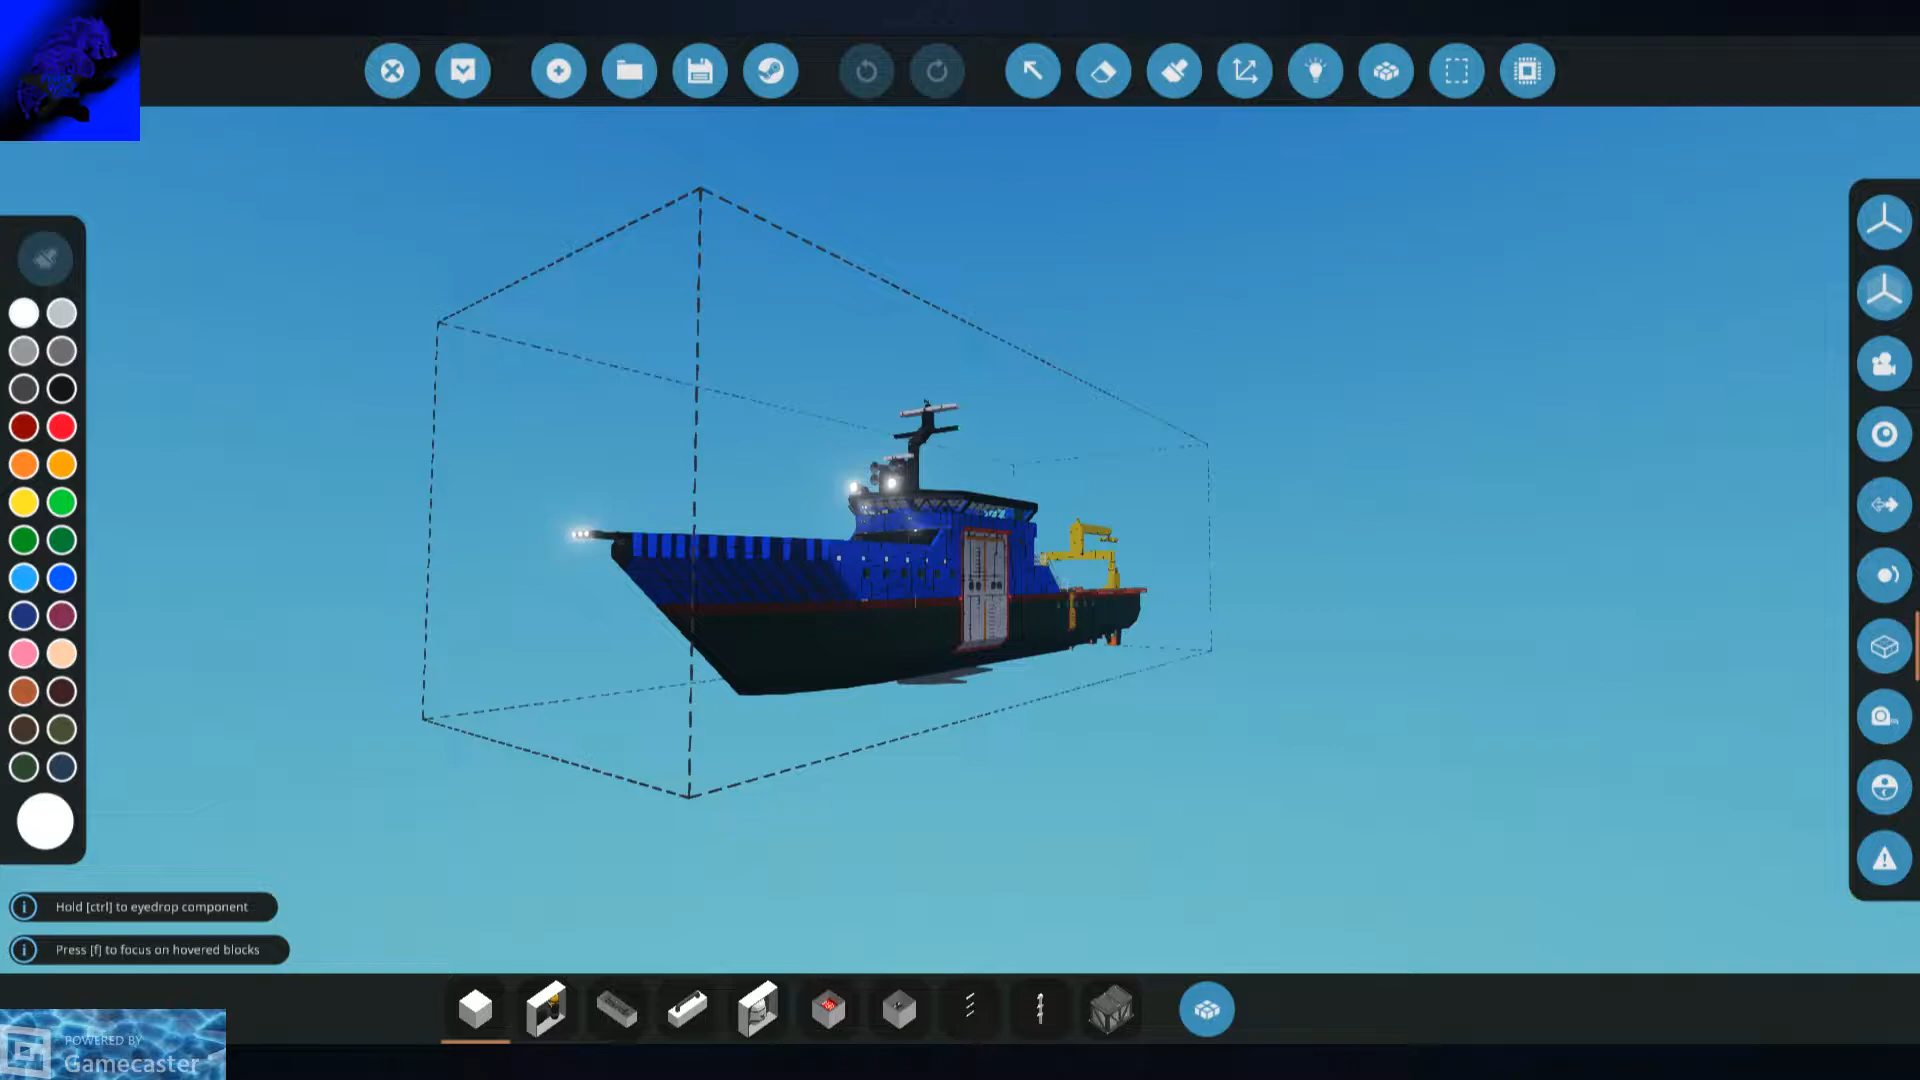 Hold [ctrl] to eyedrop component
Press [f] to focus on hovered blocks
POWERED BY
Gamecaster